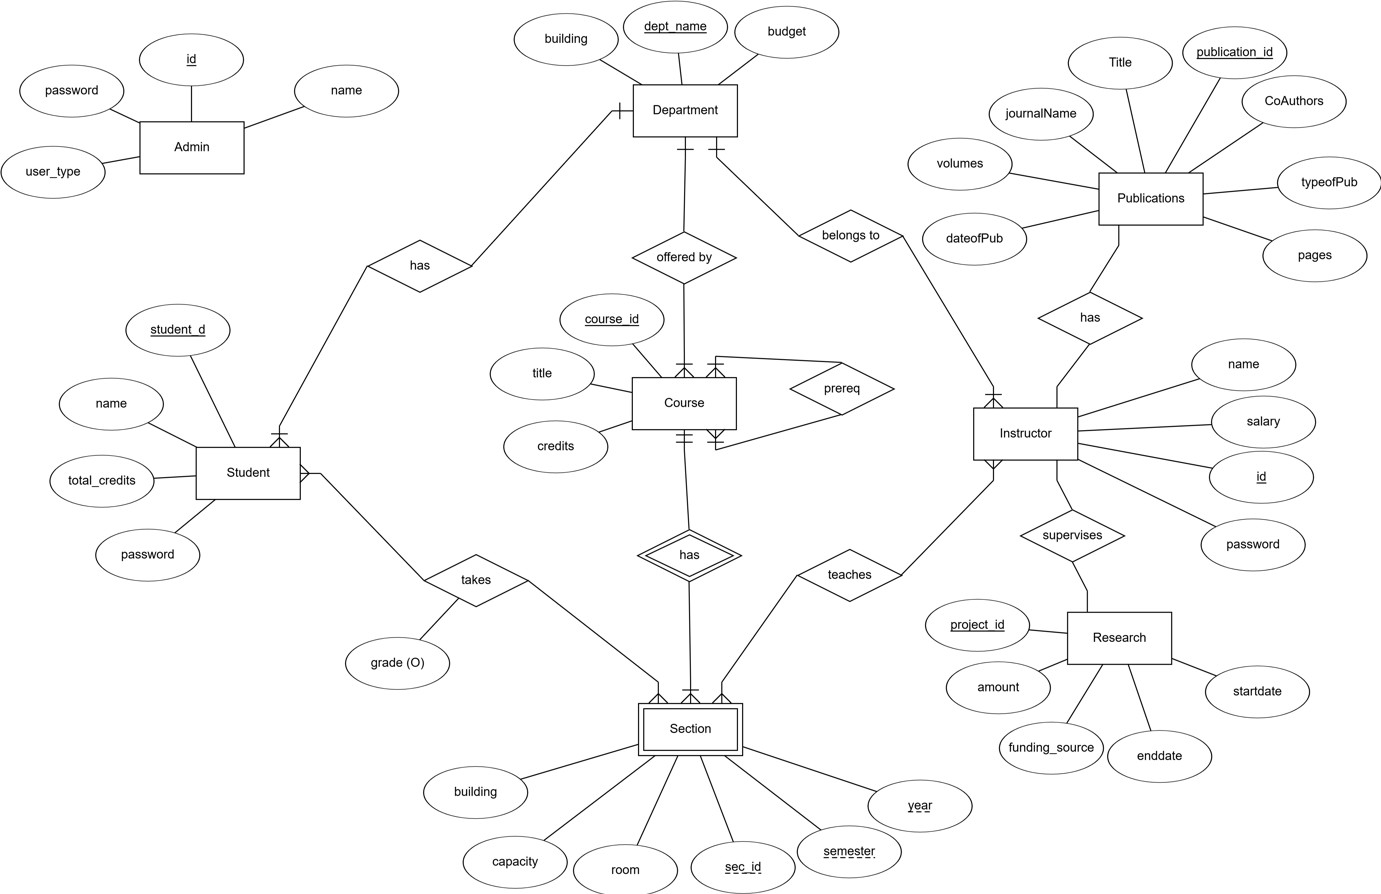 id
password
name
Admin
user_type
building
dept_name
budget
Department
Title
publication_id
CoAuthors
journalName
volumes
typeofPub
Publications
dateofPub
pages
has
offered by
belongs to
has
student_d
course_id
title
Course
prereq
credits
name
total_credits
Student
password
name
salary
Instructor
id
password
supervises
takes
has
teaches
grade (O)
project_id
Research
amount
startdate
funding_source
enddate
Section
building
year
capacity
room
sec_id
semester